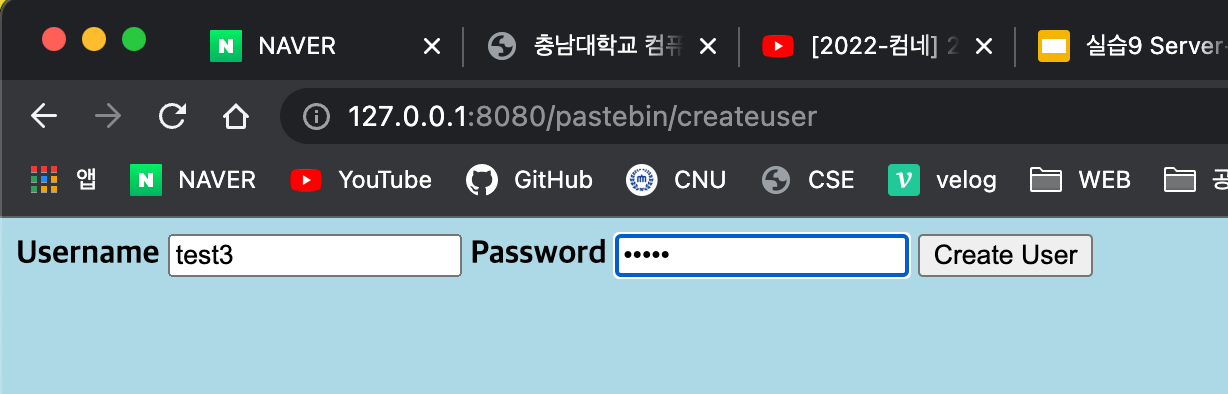 NAVER 충남대학교 컴퓨 [2022-컴네] 2 실습9 Server-
127.0.0.1:8080/pastebin/createuser
앱 NAVER YouTube GitHub CNU CSE velog WEB 공
Username test3 Password ••••• Create User